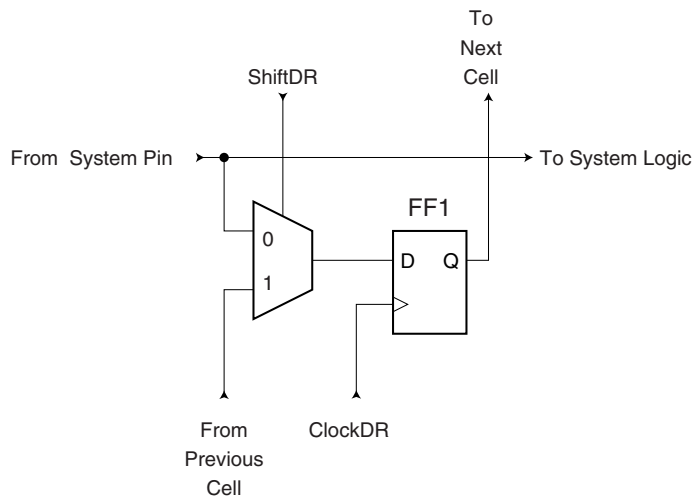 To
Next
Cell
ShiftDR
From System Pin
To System Logic
FF1
0
D Q
1
From
Previous
Cell
ClockDR